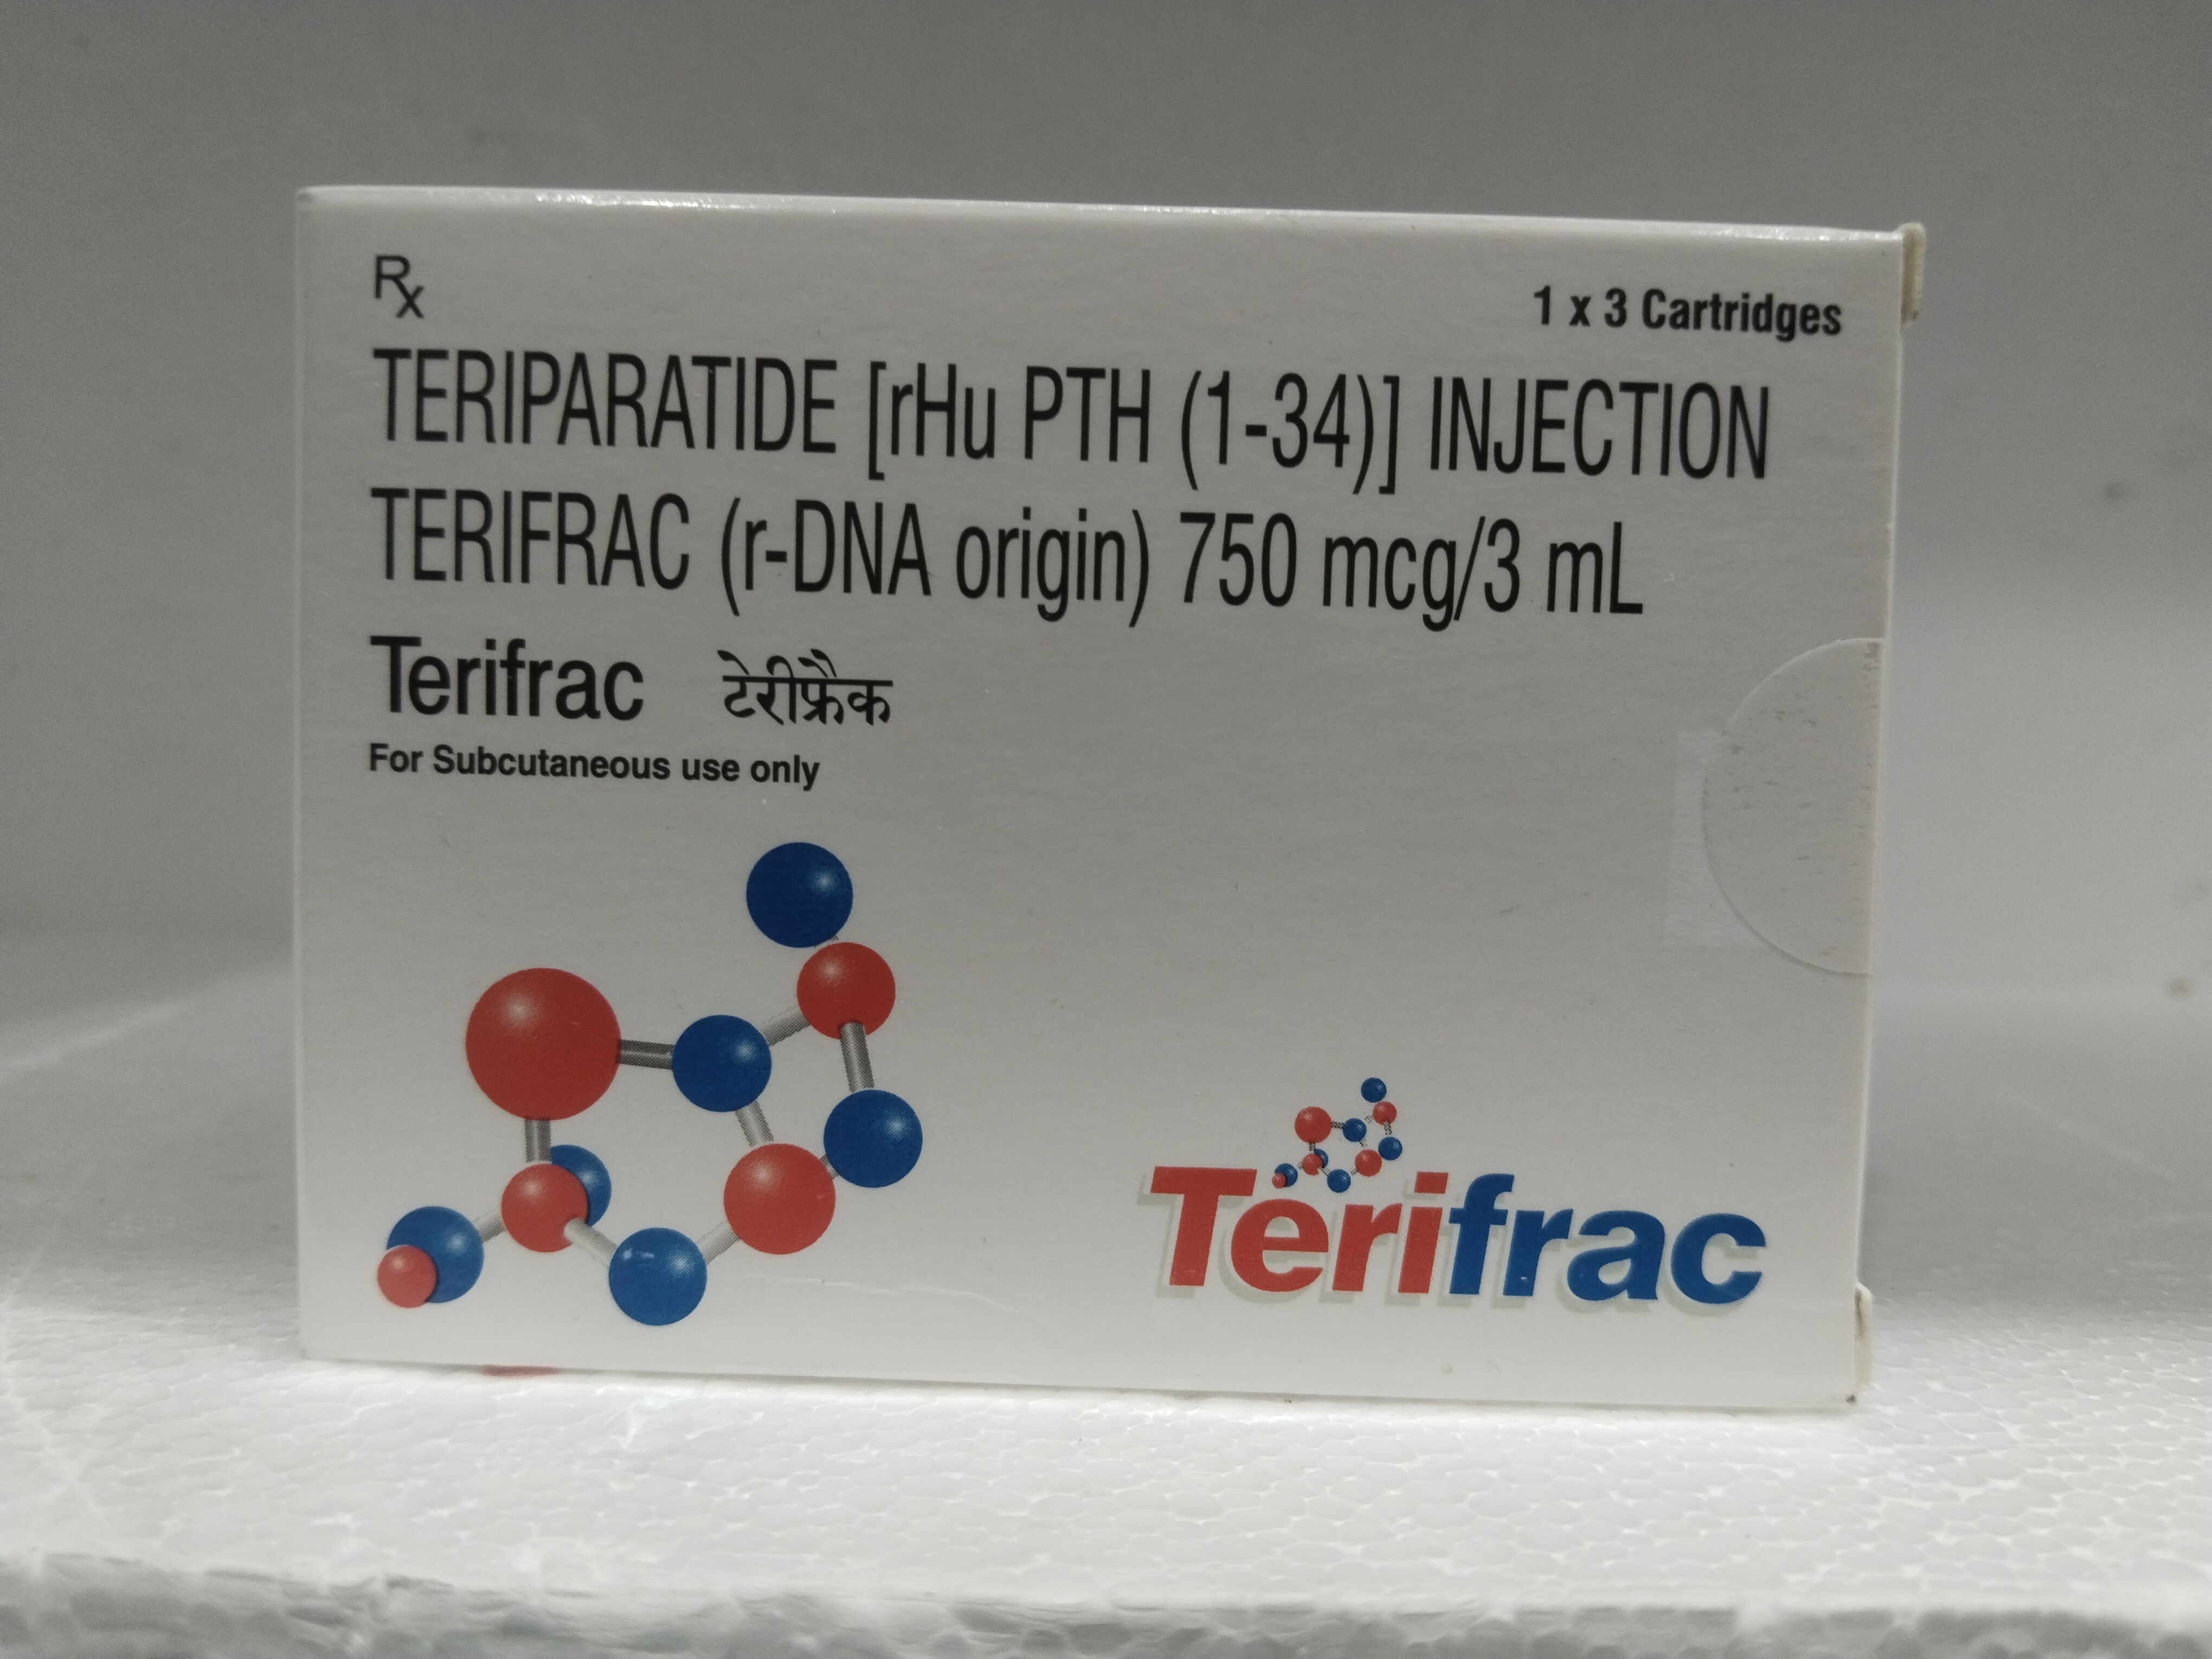 Rx
1 x 3 Cartridges
TERIPARATIDE [rHu PTH (1-34)] INJECTION
TERIFRAC (r-DNA origin) 750 mcg/3 mL
Terifrac टेरीफ्रैक
For Subcutaneous use only
Terifrac